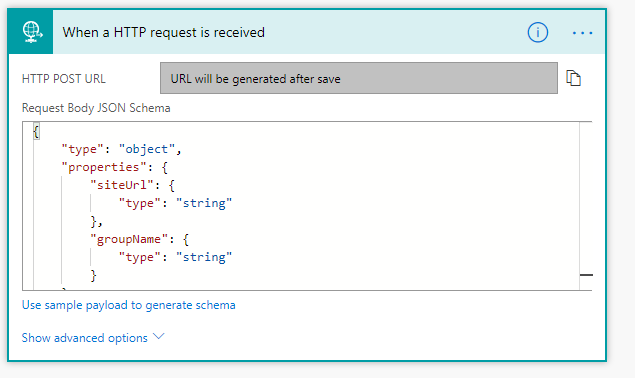 When a HTTP request is received
HTTP POST URL
URL will be generated after save
Request Body JSON Schema
{
"type": "object",
"properties": {
"siteUrl": {
"type": "string"
},
"groupName": {
"type": "string"
}
Use sample payload to generate schema
Show advanced options